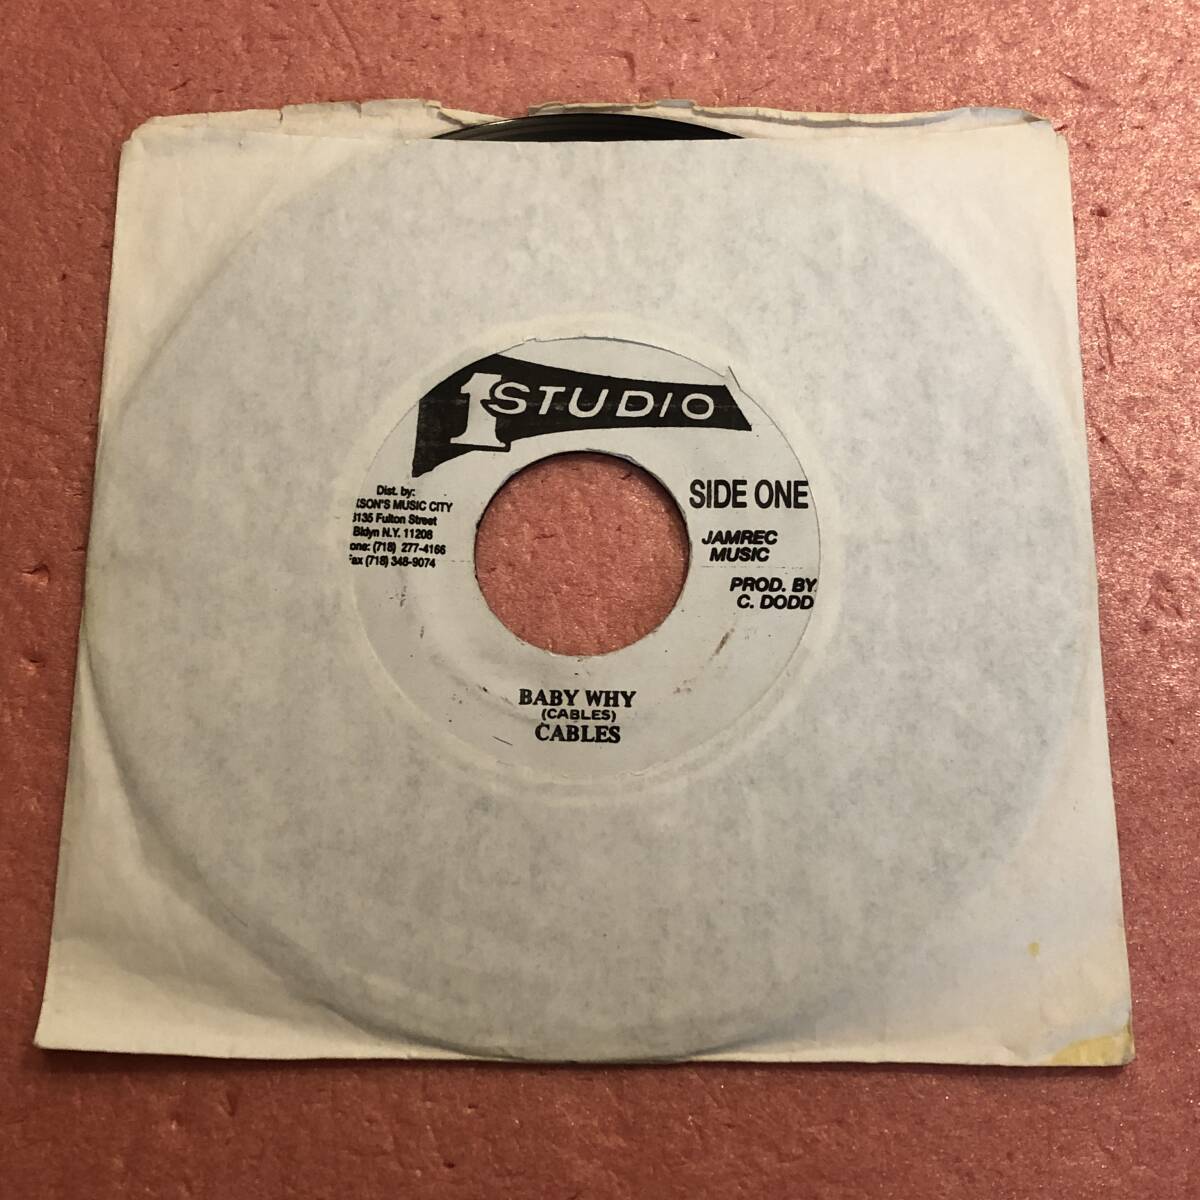 1 STUDIO
SIDE ONE
Dist. by:
KSON'S MUSIC CITY
3135 Fulton Street
Bklyn N.Y. 11208
one: (718) 277-4166
Fax (718) 348-9074
JAMREC
MUSIC
PROD. BY
C. DODD
BABY WHY
(CABLES)
CABLES